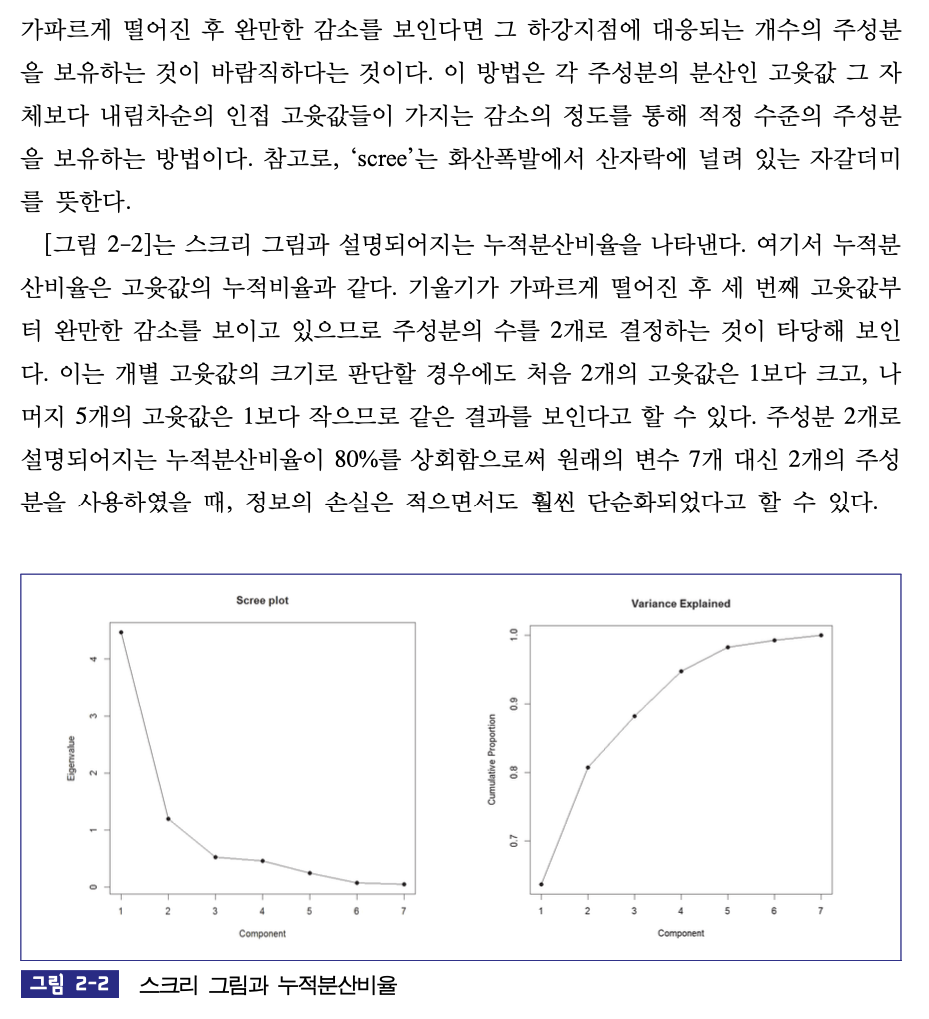 가파르게 떨어진 후 완만한 감소를 보인다면 그 하강지점에 대응되는 개수의 주성분
을 보유하는 것이 바람직하다는 것이다. 이 방법은 각 주성분의 분산인 고윳값 그 자
체보다 내림차순의 인접 고윳값들이 가지는 감소의 정도를 통해 적정 수준의 주성분
을 보유하는 방법이다. 참고로, ‘scree’는 화산폭발에서 산자락에 널려 있는 자갈더미
를 뜻한다.
[그림 2-2]는 스크리 그림과 설명되어지는 누적분산비율을 나타낸다. 여기서 누적분
산비율은 고윳값의 누적비율과 같다. 기울기가 가파르게 떨어진 후 세 번째 고윳값부
터 완만한 감소를 보이고 있으므로 주성분의 수를 2개로 결정하는 것이 타당해 보인
다. 이는 개별 고윳값의 크기로 판단할 경우에도 처음 2개의 고윳값은 1보다 크고, 나
머지 5개의 고윳값은 1보다 작으므로 같은 결과를 보인다고 할 수 있다. 주성분 2개로
설명되어지는 누적분산비율이 80%를 상회함으로써 원래의 변수 7개 대신 2개의 주성
분을 사용하였을 때, 정보의 손실은 적으면서도 훨씬 단순화되었다고 할 수 있다.
Scree plot
Eigenvalue
4
3
2
1
0
1 2 3 4 5 6 7
Component
Variance Explained
Cumulative Proportion
1.0
0.9
0.8
0.7
1 2 3 4 5 6 7
Component
그림 2-2 스크리 그림과 누적분산비율